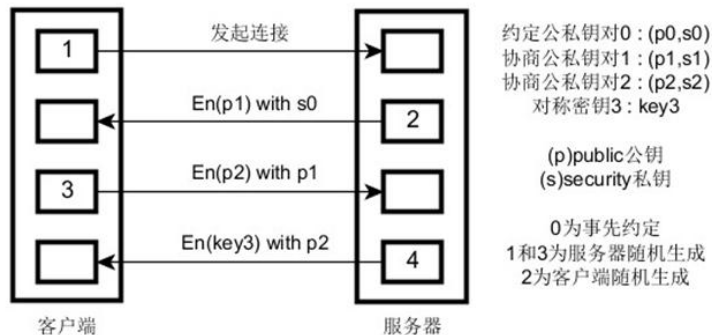 1
发起连接
En(p1) with s0
2
3
En(p2) with p1
En(key3) with p2
4
客户端
服务器
约定公私钥对0 : (p0,s0)
协商公私钥对1 : (p1,s1)
协商公私钥对2 : (p2,s2)
对称密钥3 : key3
(p)public公钥
(s)security私钥
0为事先约定
1和3为服务器随机生成
2为客户端随机生成